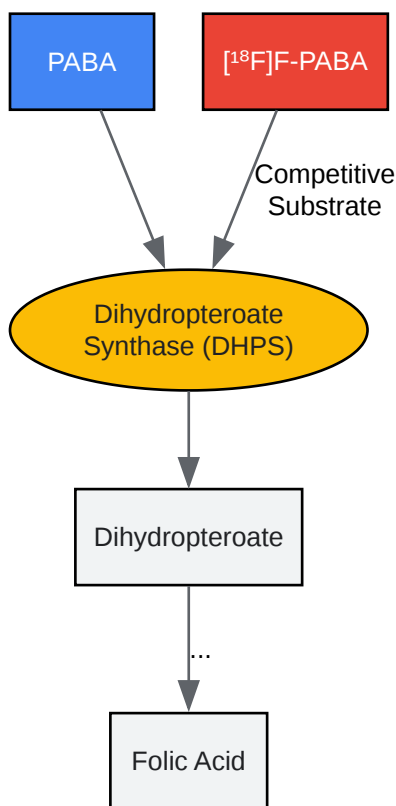 PABA
[¹⁸F]F-PABA
Competitive
Substrate
Dihydropteroate
Synthase (DHPS)
Dihydropteroate
...
Folic Acid